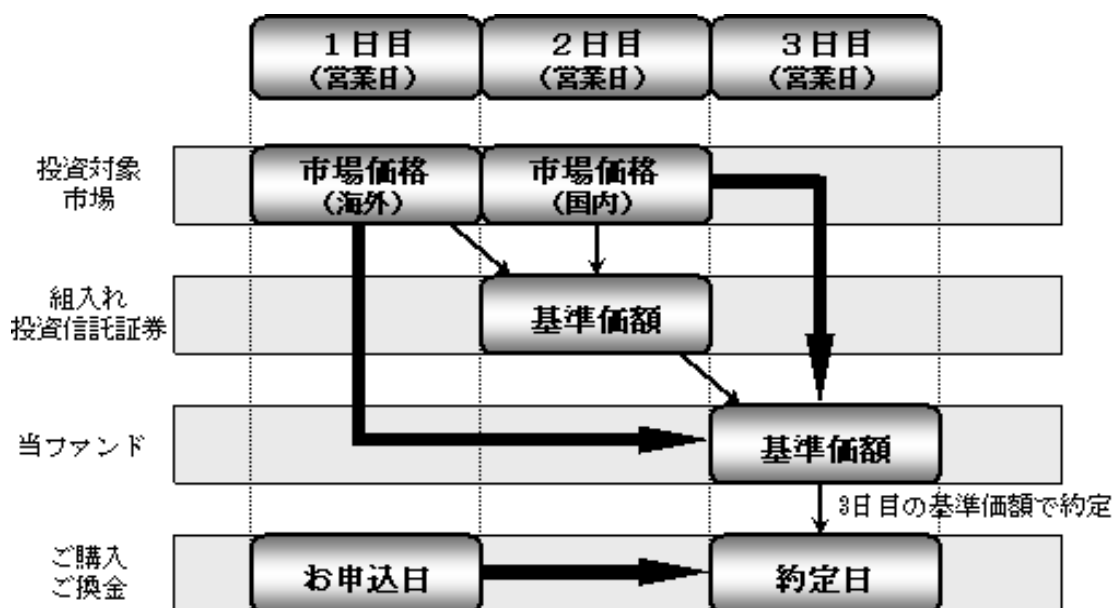 1日目
(営業日)
2日目
(営業日)
3日目
(営業日)
投資対象
市場
市場価格
(海外)
市場価格
(国内)
組入れ
投資信託証券
基準価額
当ファンド
基準価額
3日目の基準価額で約定
ご購入
ご換金
お申込日
約定日